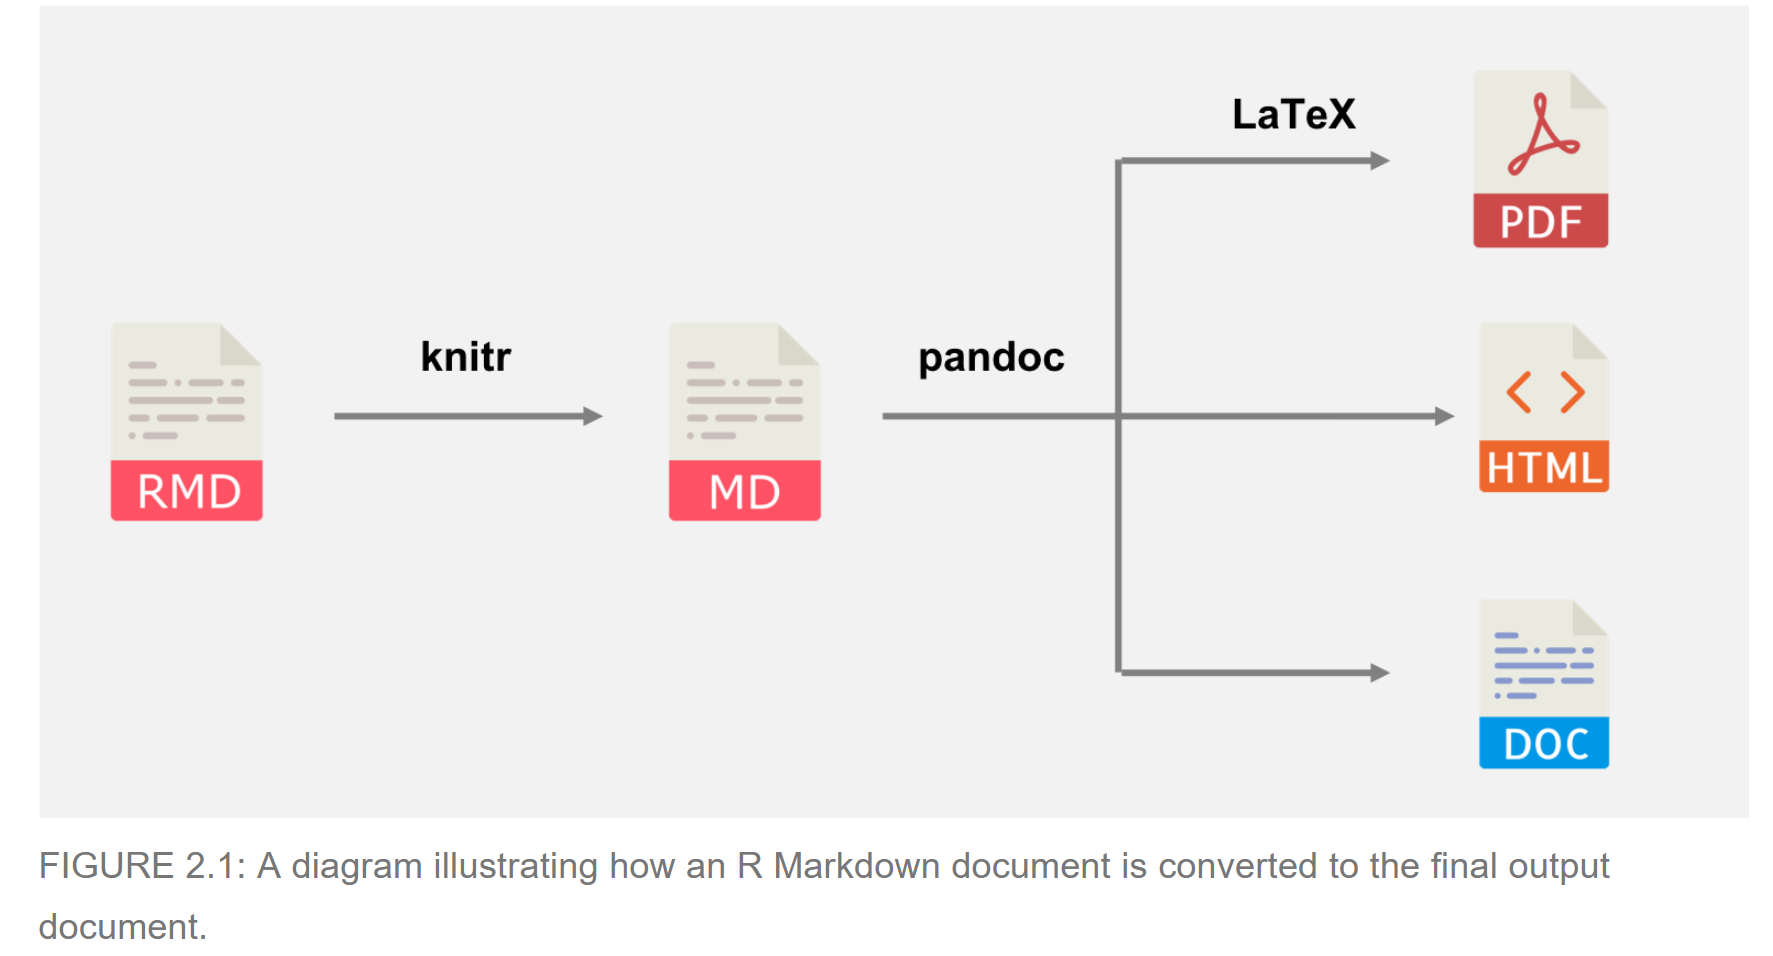 LaTeX
PDF
knitr
pandoc
RMD
MD
HTML
DOC
FIGURE 2.1: A diagram illustrating how an R Markdown document is converted to the final output
document.